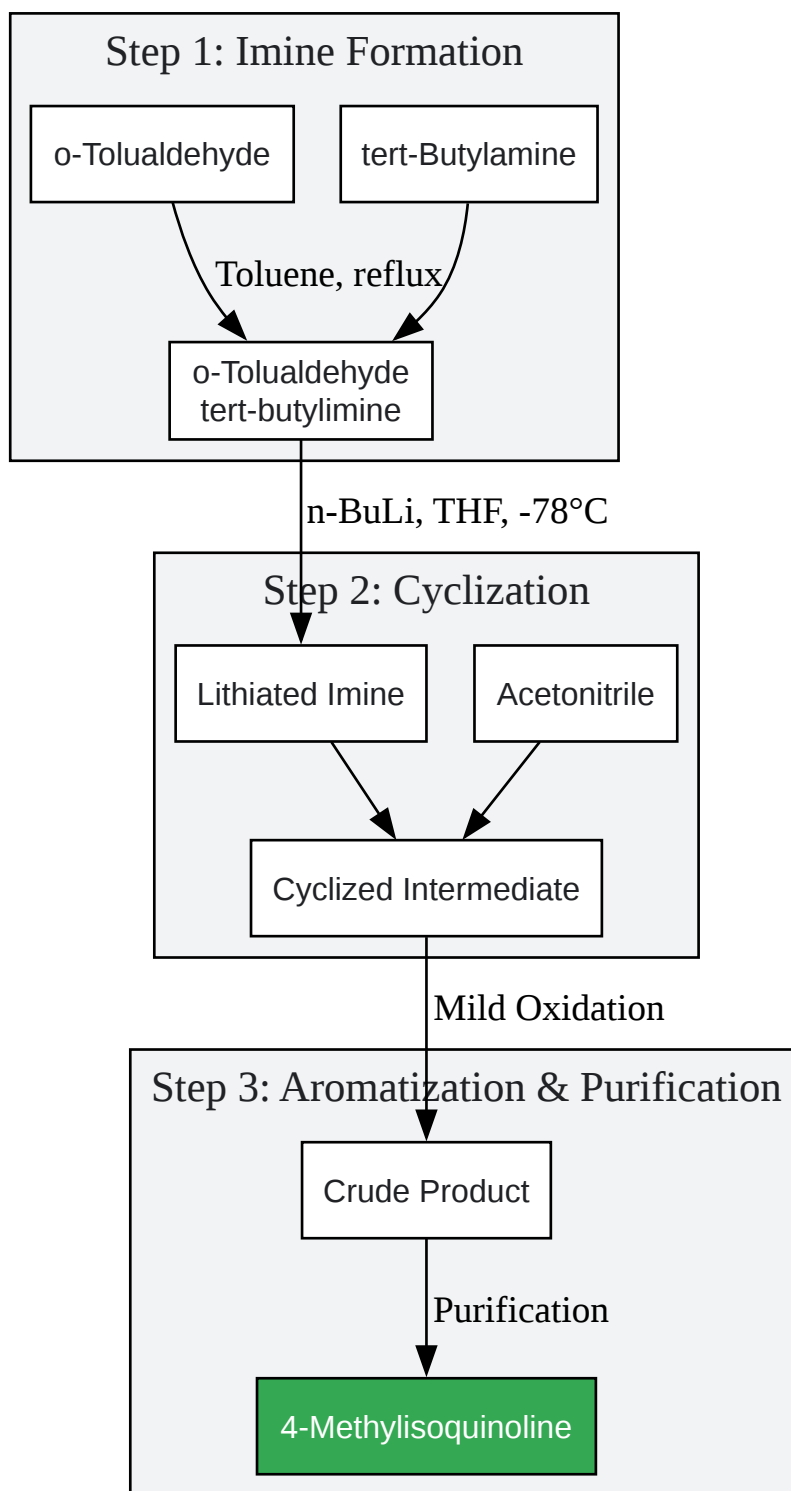 Step 1: Imine Formation
o-Tolualdehyde
tert-Butylamine
Toluene, reflux
o-Tolualdehyde
tert-butylimine
n-BuLi, THF, -78°C
Step 2: Cyclization
Lithiated Imine
Acetonitrile
Cyclized Intermediate
Mild Oxidation
Step 3: Aromatization & Purification
Crude Product
Purification
4-Methylisoquinoline